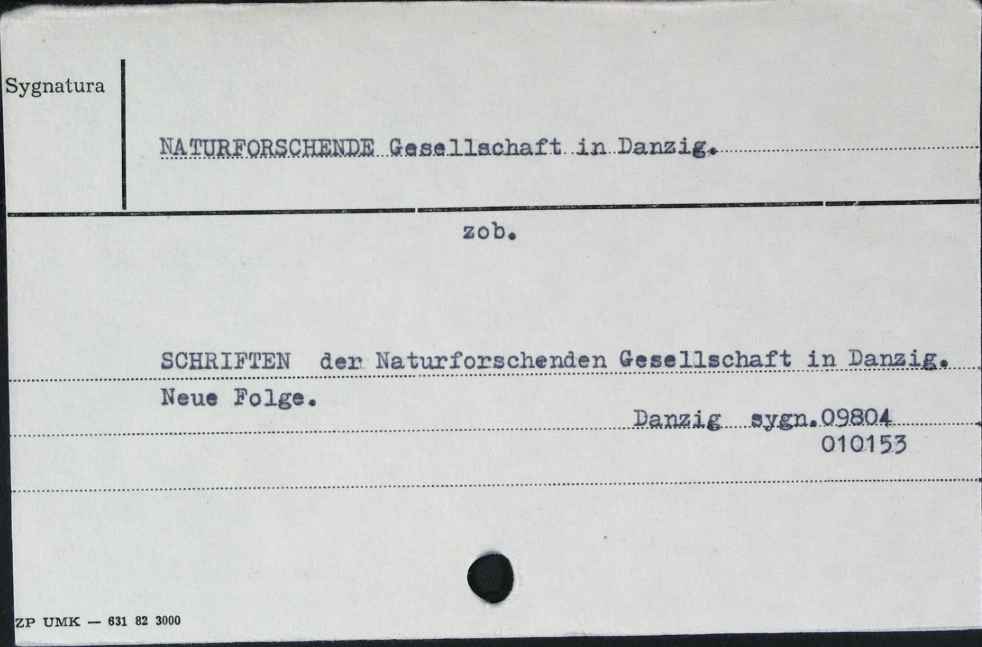 Sygnatura
NATURFORSCHENDE Gesellschaft in Danzig.
zob.
SCHRIFTEN der Naturforschenden Gesellschaft in Danzig.
Neue Folge.
Danzig sygn.09804
010153
ZP UMK — 631 82 3000